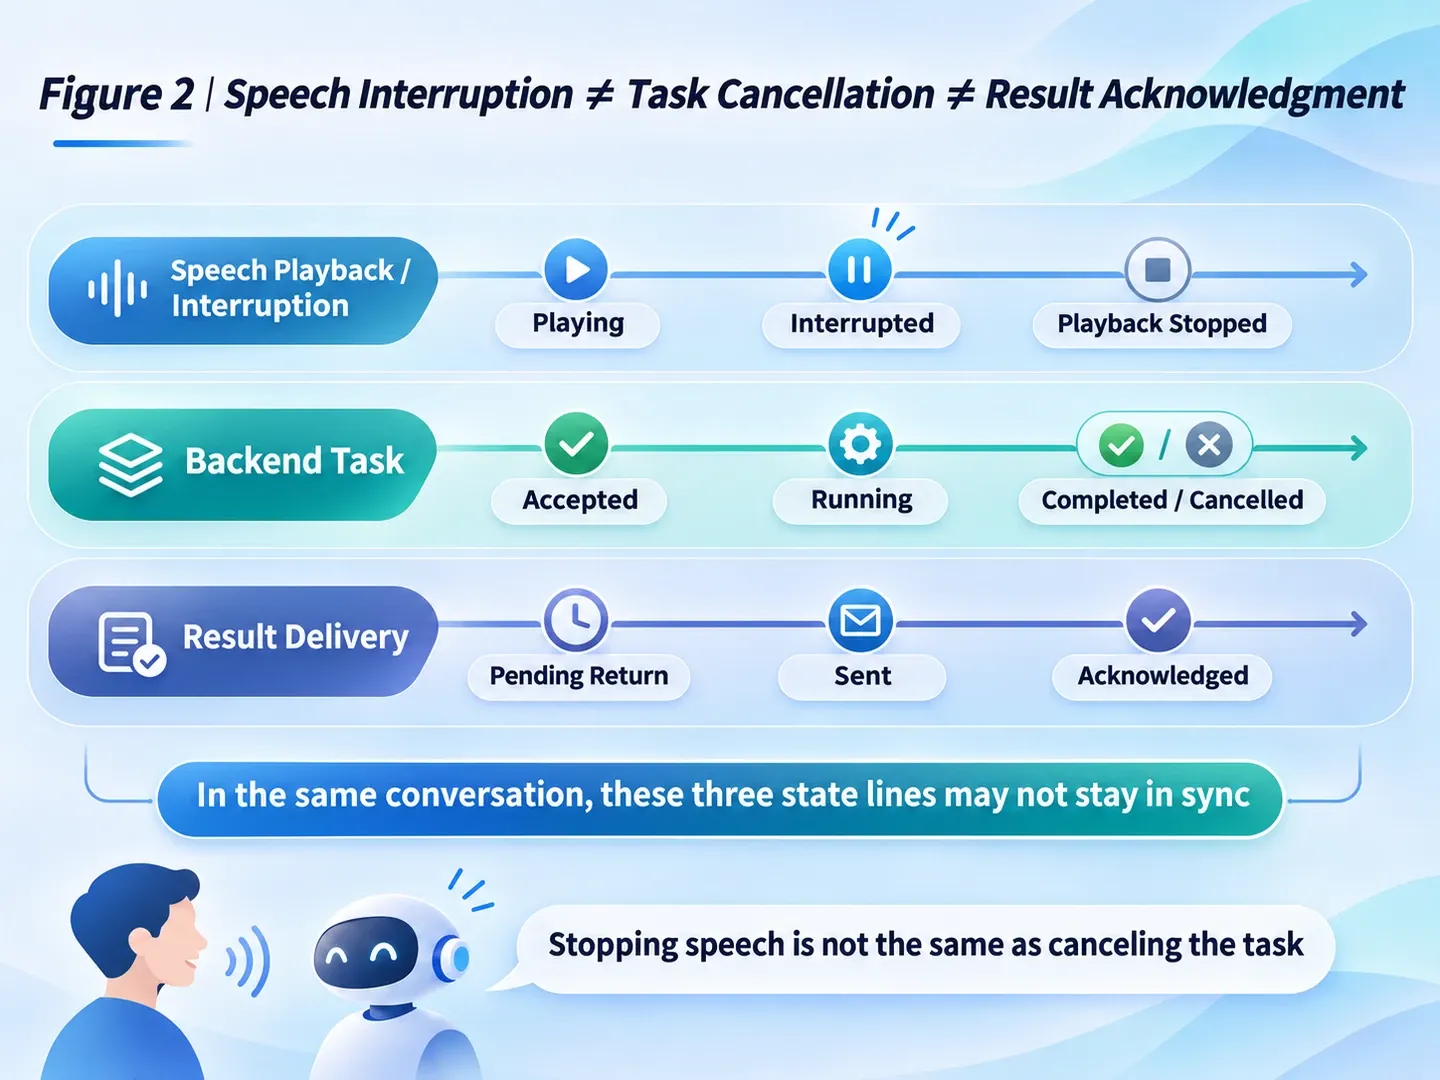 Figure 2 | Speech Interruption ≠ Task Cancellation ≠ Result Acknowledgment
Speech Playback /
Interruption
Playing
Interrupted
Playback Stopped
Backend Task
Accepted
Running
/
Completed / Cancelled
Result Delivery
Pending Return
Sent
Acknowledged
In the same conversation, these three state lines may not stay in sync
Stopping speech is not the same as canceling the task